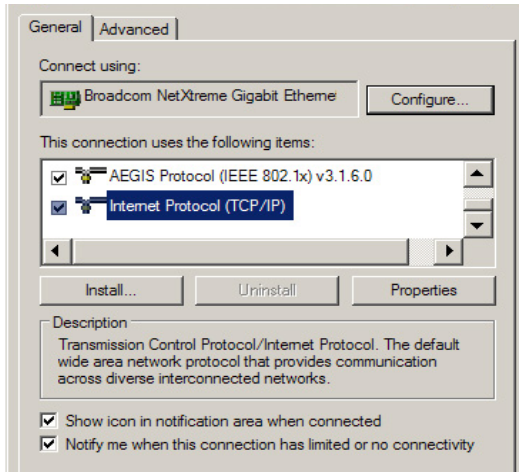 General Advanced
Connect using:
Broadcom NetXtreme Gigabit Etherne Configure...
This connection uses the following items:
AEGIS Protocol (IEEE 802.1x) v3.1.6.0
Internet Protocol (TCP/IP)
Install... Uninstall Properties
Description
Transmission Control Protocol/Internet Protocol. The default
wide area network protocol that provides communication
across diverse interconnected networks.
Show icon in notification area when connected
Notify me when this connection has limited or no connectivity